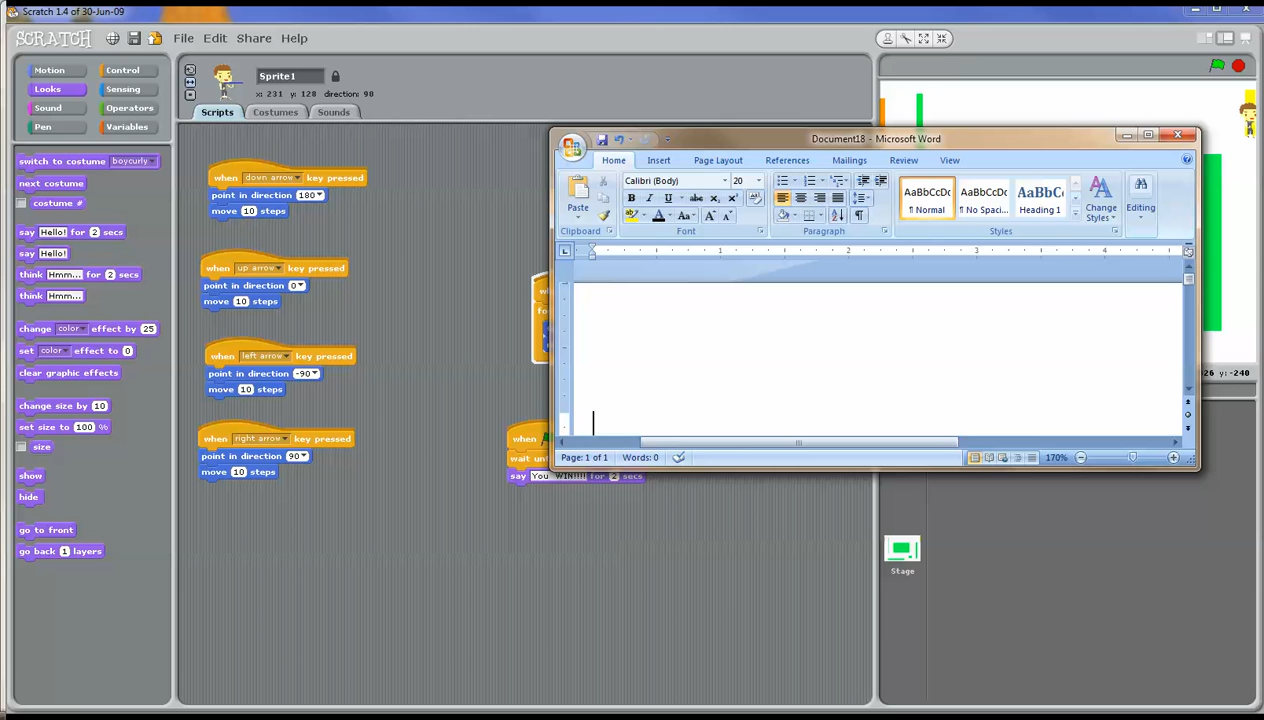 Scratch 1.4 of 30-Jun-09
SCRATCH
File Edit Share Help
Motion Control
Looks Sensing
Sound Operators
Pen Variables
switch to costume boycurly
next costume
costume #
say Hello! for 2 secs
say Hello!
think Hmm... for 2 secs
think Hmm...
change color effect by 25
set color effect to 0
clear graphic effects
change size by 10
set size to 100 %
size
show
hide
go to front
go back 1 layers
Sprite1
x: 231 y: 128 direction: 90
Scripts Costumes Sounds
when down arrow key pressed
point in direction 180
move 10 steps
when up arrow key pressed
point in direction 0
move 10 steps
when left arrow key pressed
point in direction -90
move 10 steps
when right arrow key pressed
point in direction 90
move 10 steps
when
say You WIN!!!! for 2 secs
Document18 - Microsoft Word
Home Insert Page Layout References Mailings Review View
Paste
Calibri (Body) 20
B I U abc x₂ x²
Aa A A
AaBbCcDc AaBbCcDc AaBbC
¶ Normal ¶ No Spaci... Heading 1
Change Styles
Editing
Clipboard Font Paragraph Styles
2 3 4
Page: 1 of 1 Words: 0 170%
y: -240
Stage